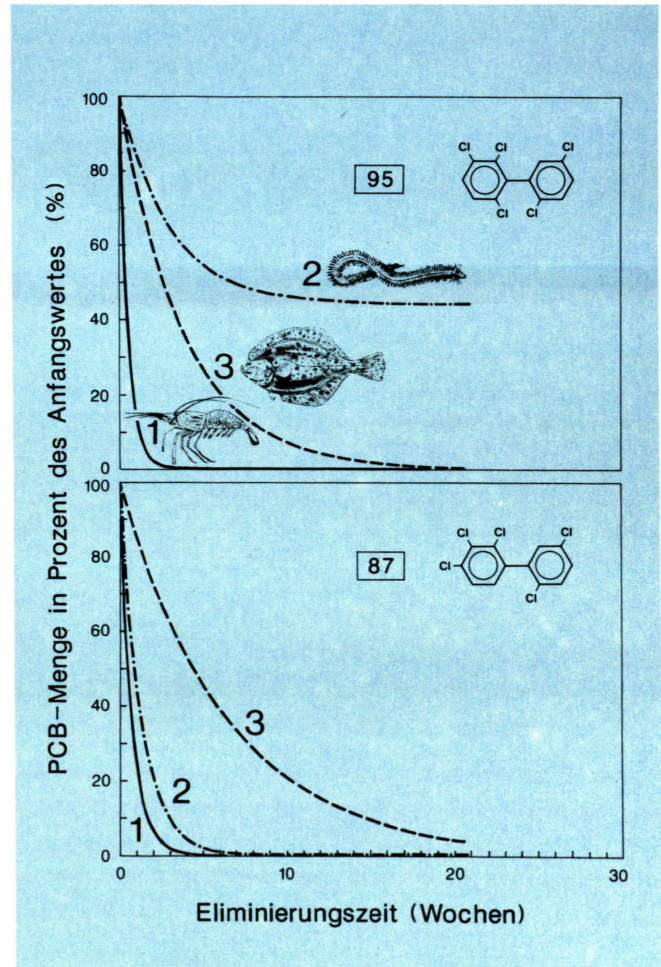 PCB-Menge in Prozent des Anfangswertes (%)
100
80
60
40
20
0
95
Cl Cl Cl
Cl Cl
2
3
1
100
80
60
40
20
0
87
Cl Cl Cl
Cl
Cl
3
2
1
0 10 20 30
Eliminierungszeit (Wochen)